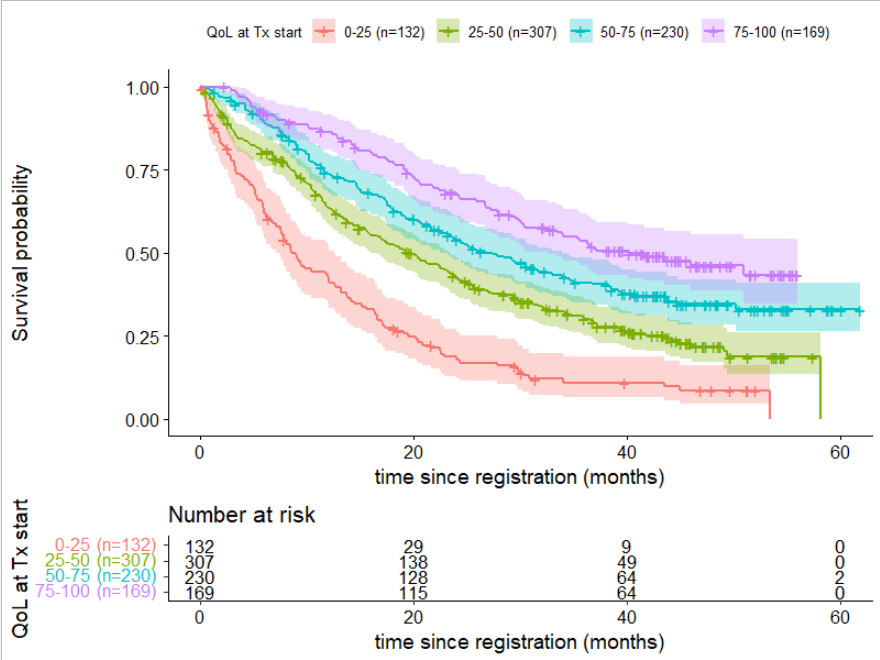 QoL at Tx start 0-25 (n=132) 25-50 (n=307) 50-75 (n=230) 75-100 (n=169)
Survival probability
1.00
0.75
0.50
0.25
0.00
0 20 40 60
time since registration (months)
Number at risk
QoL at Tx start
0-25 (n=132) 132 29 9 0
25-50 (n=307) 307 138 49 0
50-75 (n=230) 230 128 64 2
75-100 (n=169) 169 115 64 0
0 20 40 60
time since registration (months)